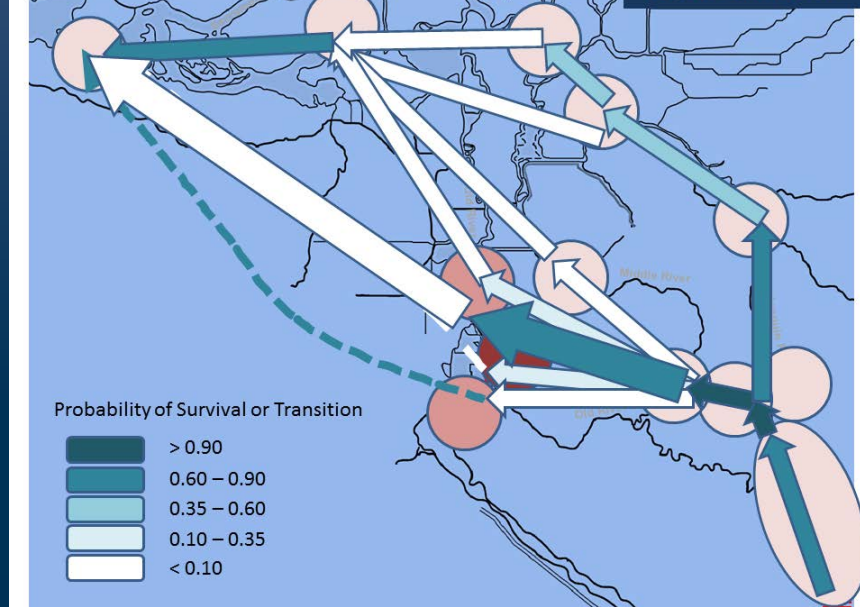 Middle River
Probability of Survival or Transition
> 0.90
0.60 – 0.90
0.35 – 0.60
0.10 – 0.35
< 0.10